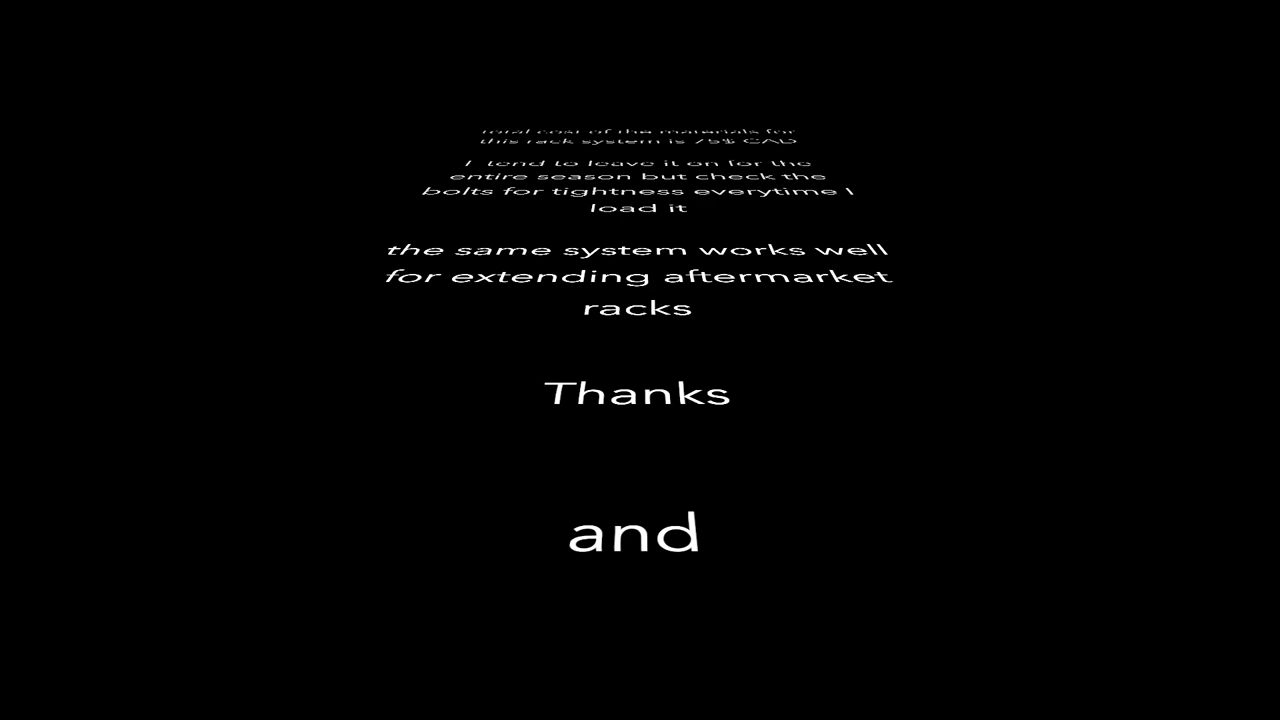 total cost of the materials for
this rack system is 75$ CAD
I tend to leave it on for the
entire season but check the
bolts for tightness everytime I
load it
the same system works well
for extending aftermarket
racks
Thanks
and